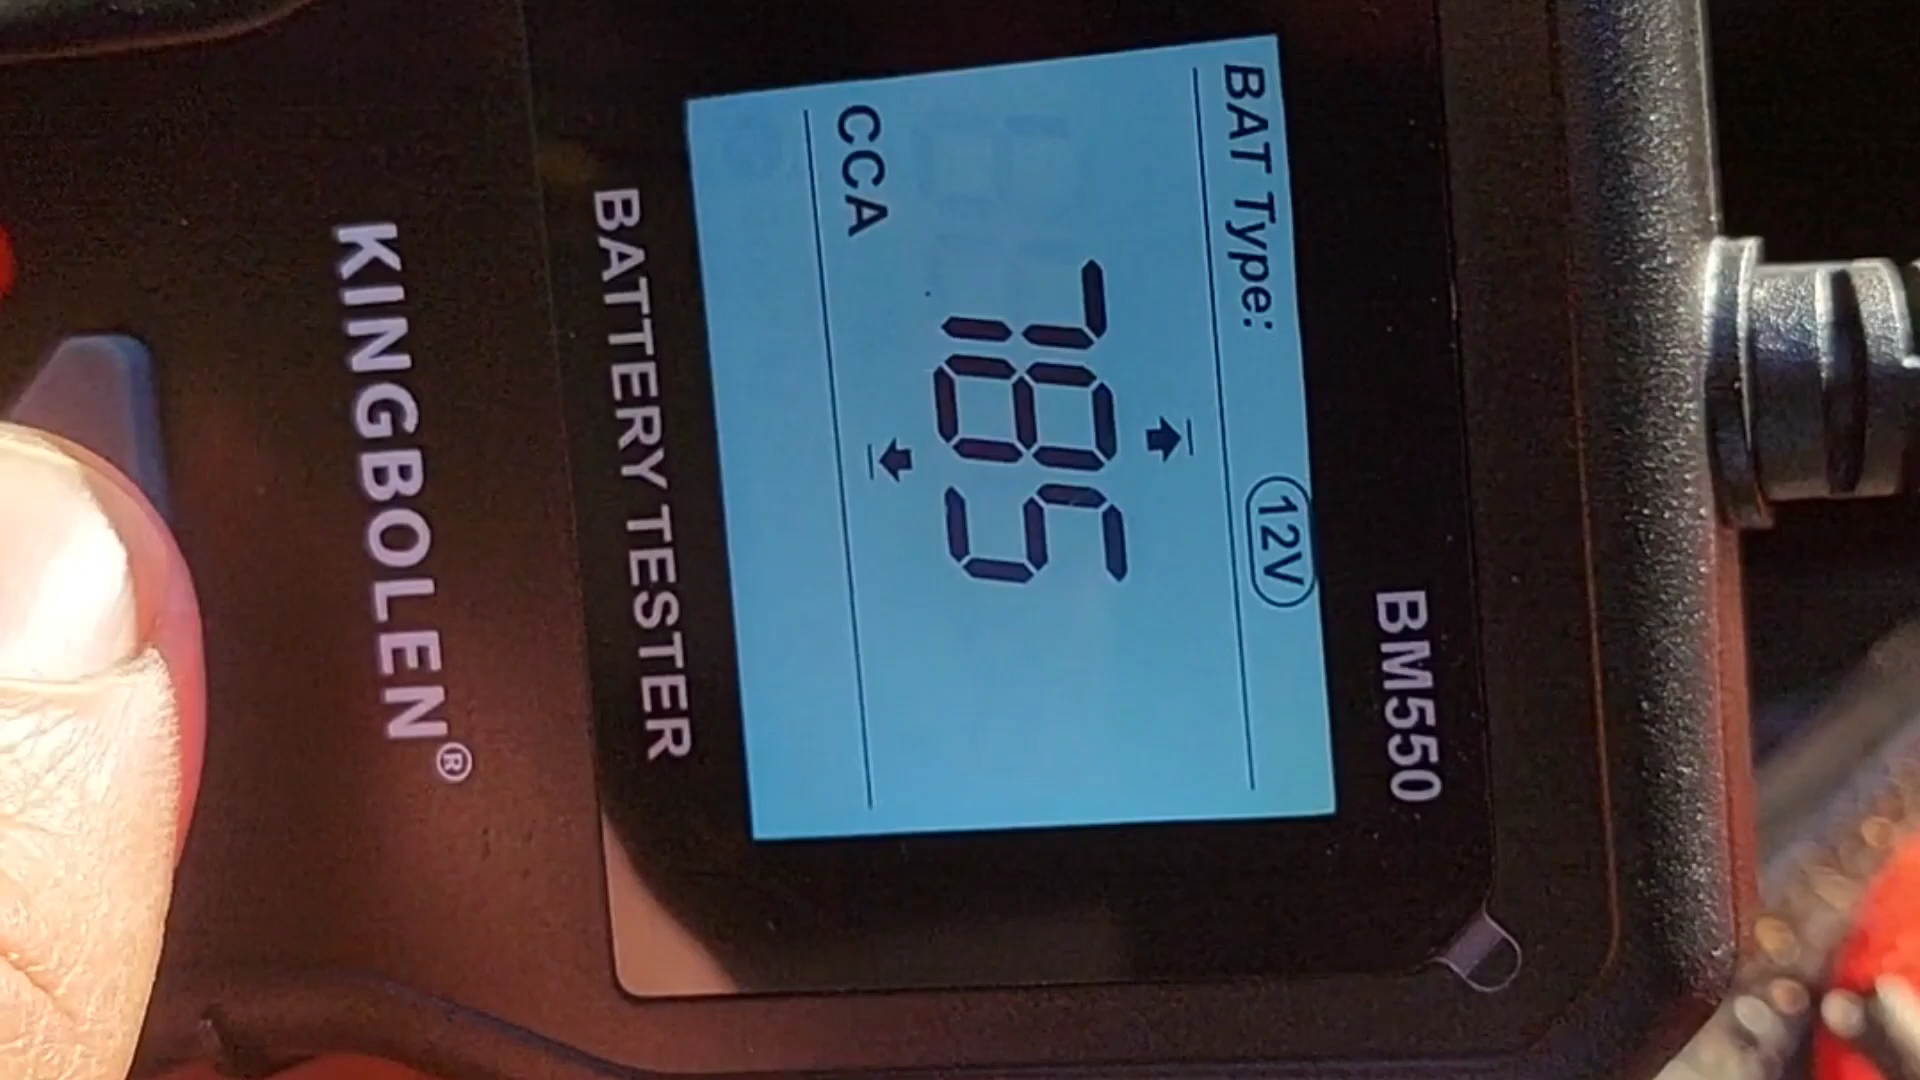 BM550
BAT Type: 12V
785
CCA
BATTERY TESTER
KINGBOLEN®